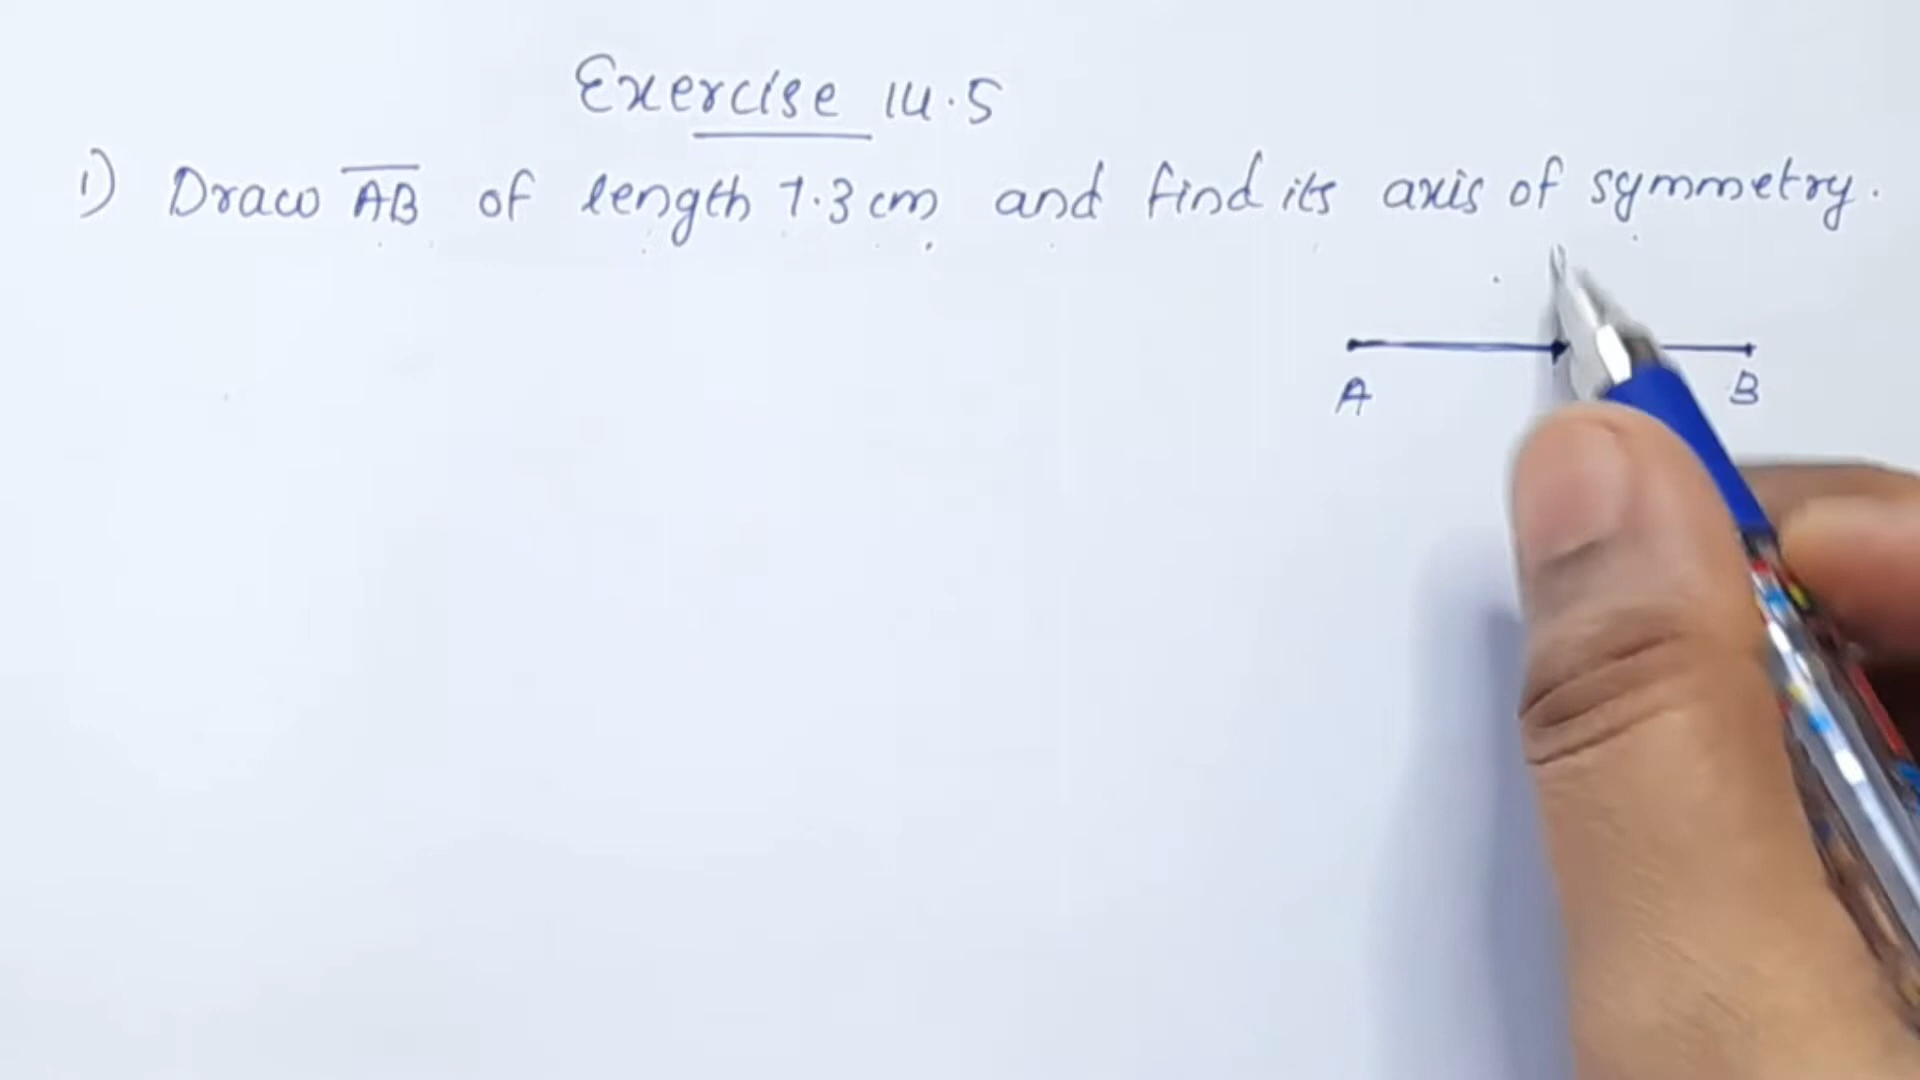 Exercise 14.5
1) Draw AB of length 7.3 cm and find its axis of symmetry.
A B